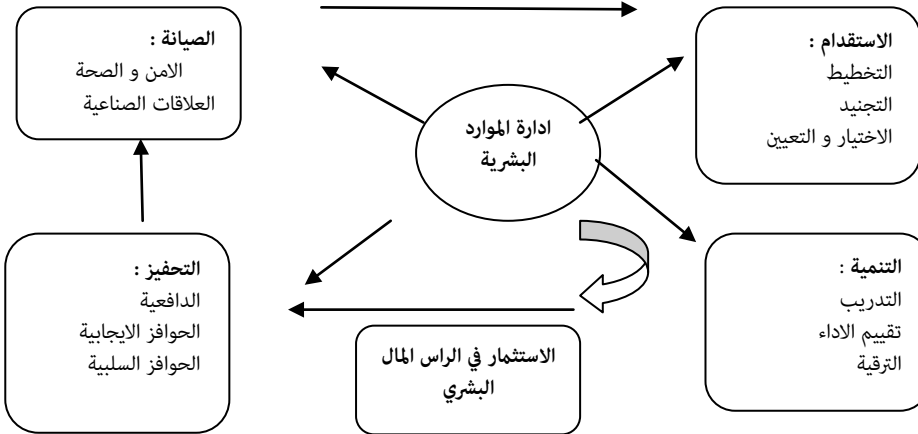 الاستقدام :
التخطيط
التجنيد
الاختيار و التعيين
ادارة الموارد
البشرية
الصيانة :
الامن و الصحة
العلاقات الصناعية
التنمية :
التدريب
تقييم الاداء
الترقية
الاستثمار في الراس المال
البشري
التحفيز :
الدافعية
الحوافز الايجابية
الحوافز السلبية